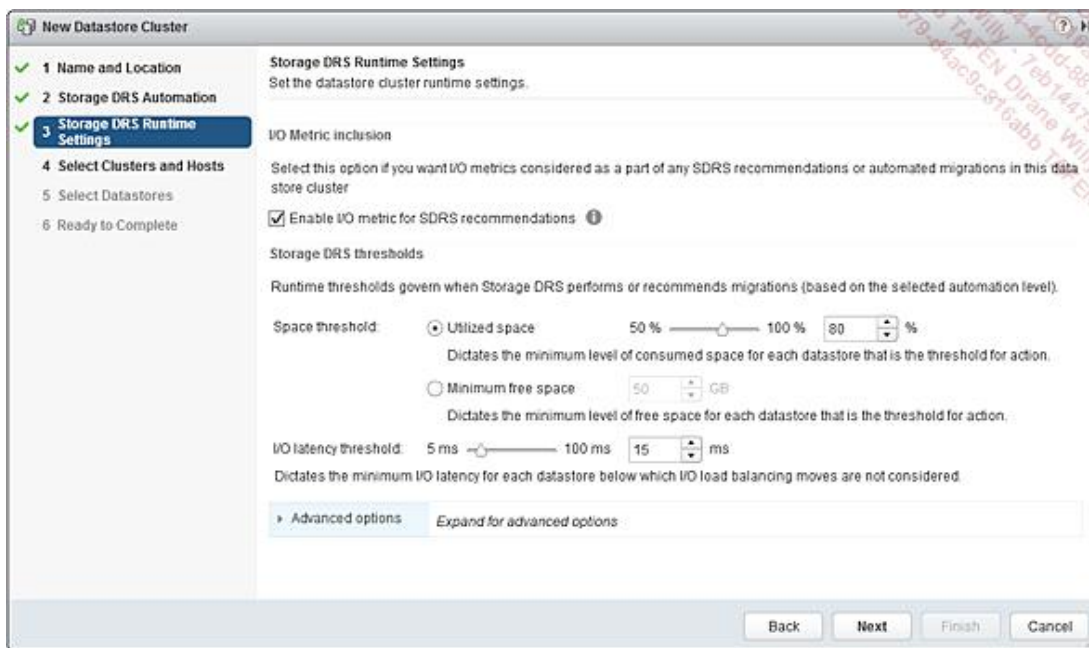 New Datastore Cluster
1 Name and Location
2 Storage DRS Automation
3 Storage DRS Runtime
Settings
4 Select Clusters and Hosts
5 Select Datastores
6 Ready to Complete
Storage DRS Runtime Settings
Set the datastore cluster runtime settings.
I/O Metric inclusion
Select this option if you want I/O metrics considered as a part of any SDRS recommendations or automated migrations in this data
store cluster
Enable I/O metric for SDRS recommendations
Storage DRS thresholds
Runtime thresholds govern when Storage DRS performs or recommends migrations (based on the selected automation level).
Space threshold: Utilized space 50 % 100 % 80 %
Dictates the minimum level of consumed space for each datastore that is the threshold for action.
Minimum free space 50 GB
Dictates the minimum level of free space for each datastore that is the threshold for action.
I/O latency threshold: 5 ms 100 ms 15 ms
Dictates the minimum I/O latency for each datastore below which I/O load balancing moves are not considered.
Advanced options Expand for advanced options
Back Next Finish Cancel